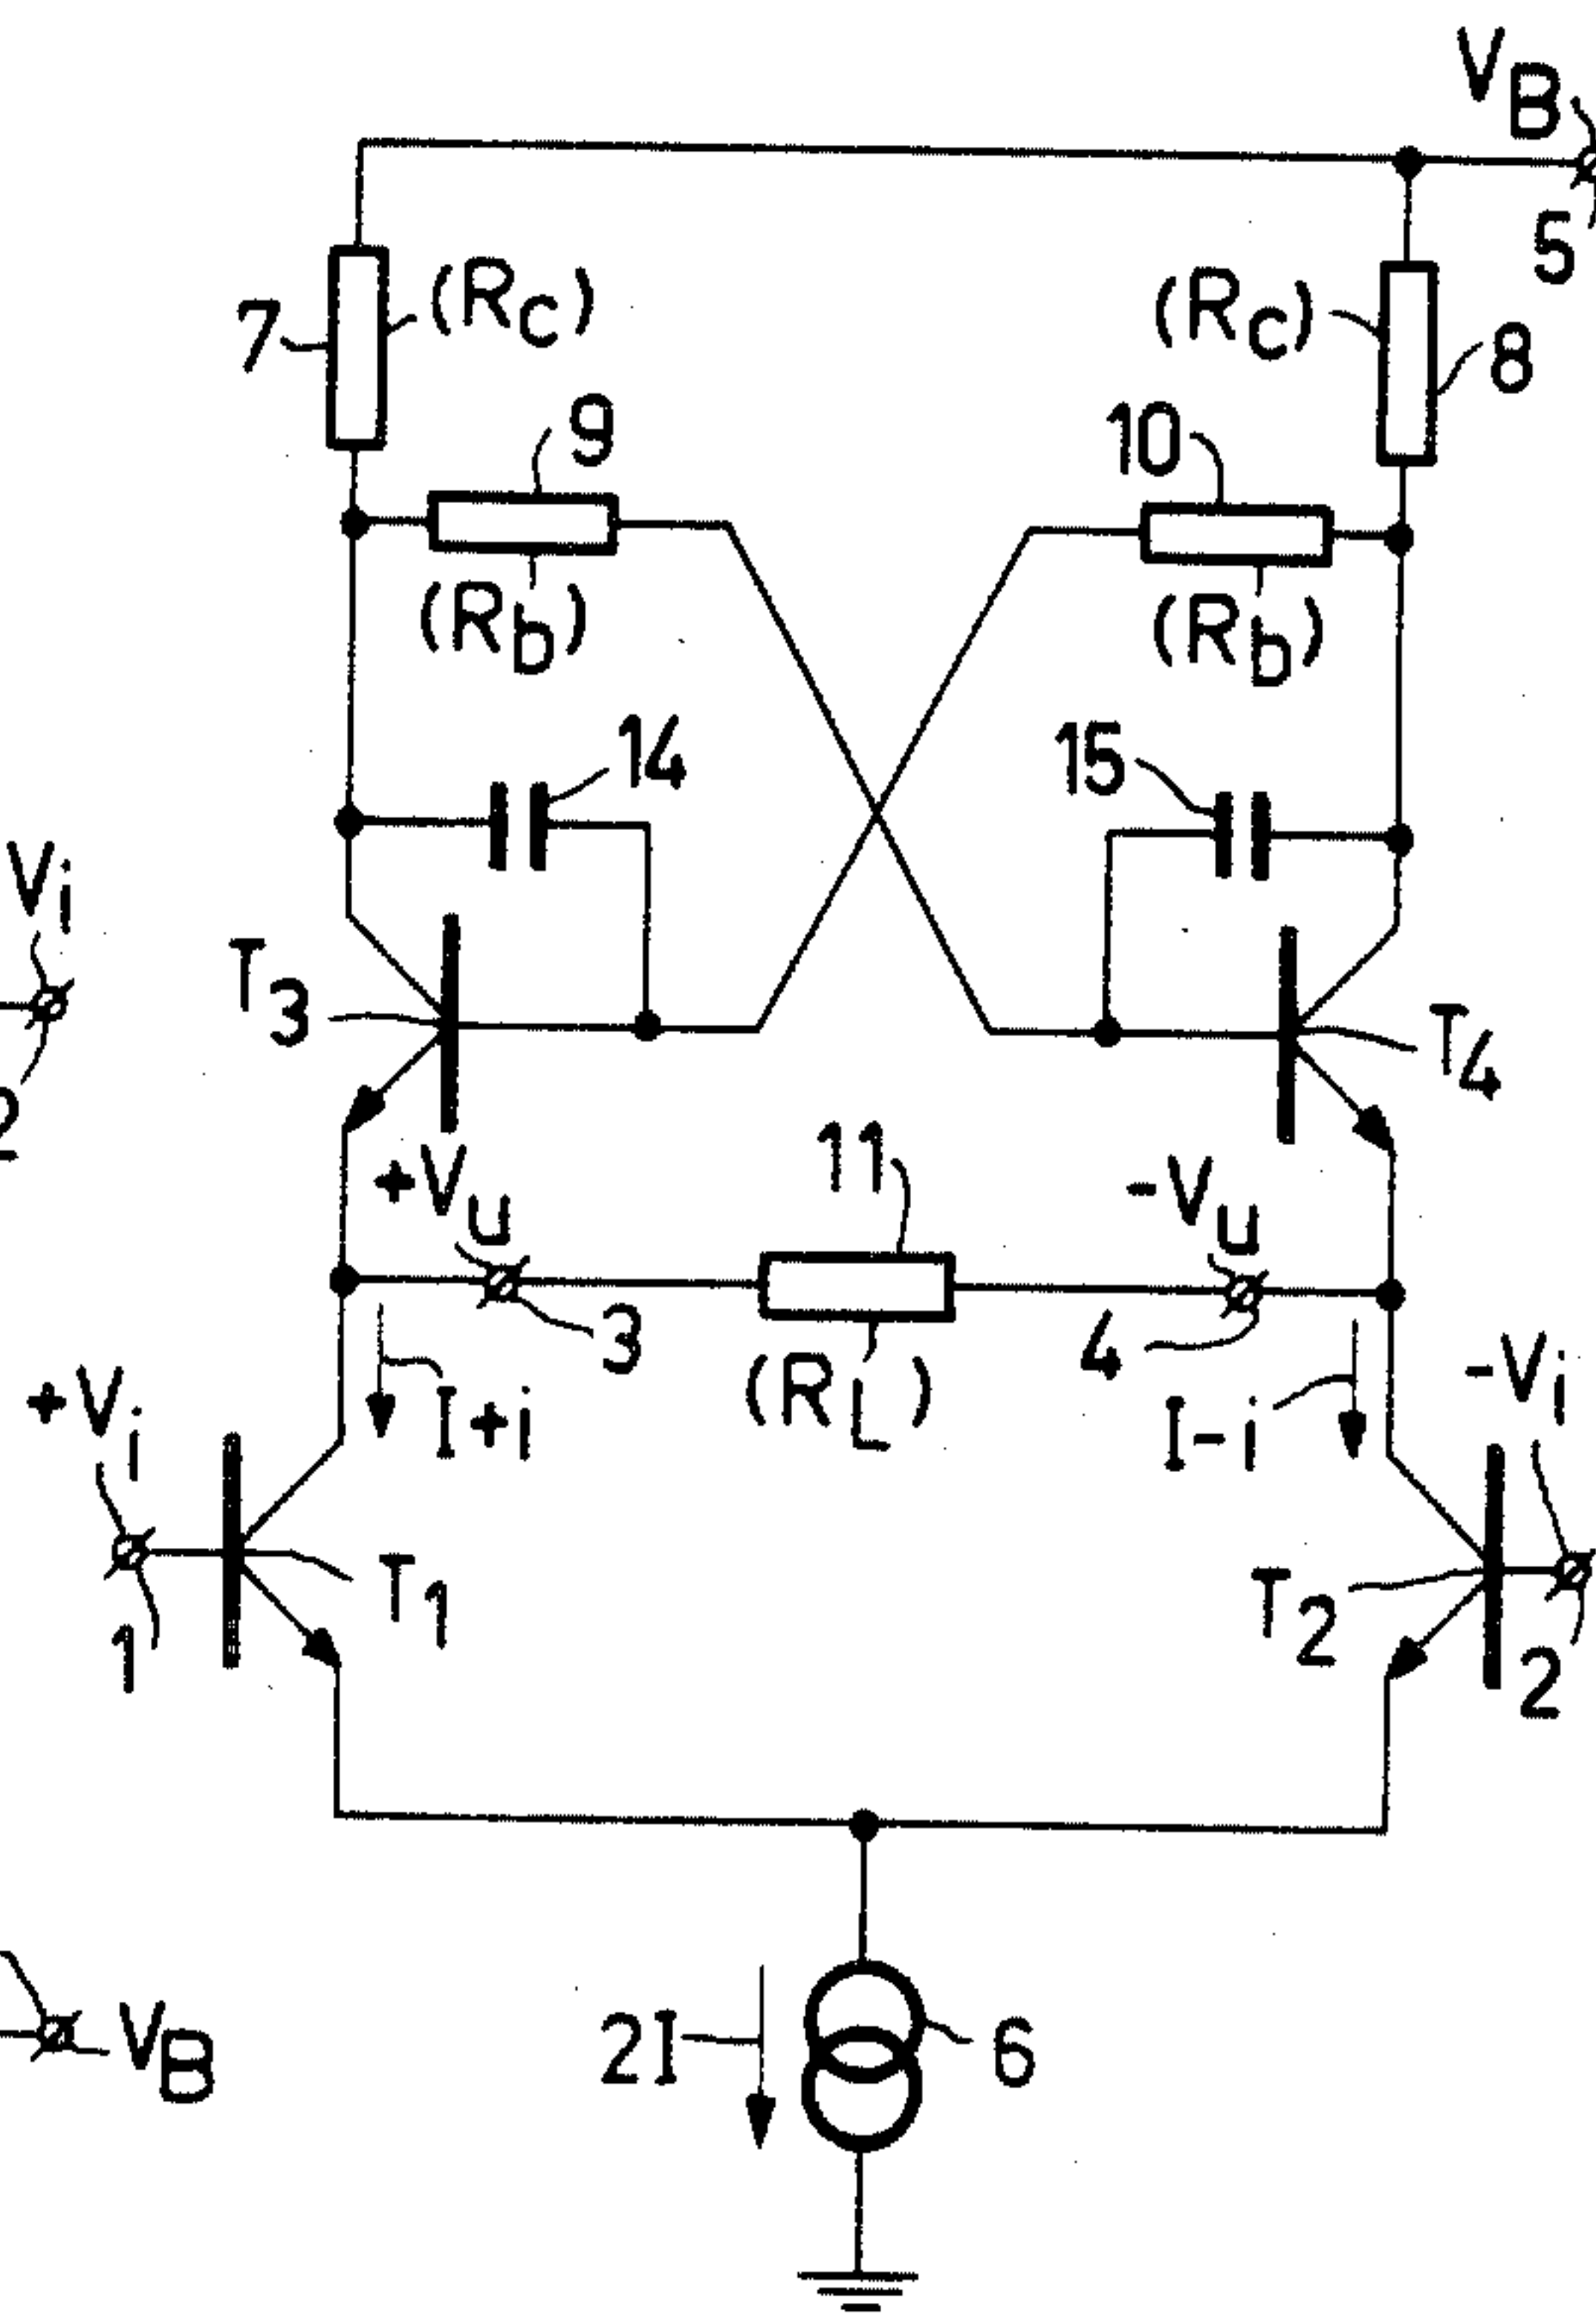 VB
5
7
(RC)
(RC)
8
9
10
(Rb)
(Rb)
14
15
Vi
T3
T4
2
+Vu
11
-Vu
3
4
+Vi
I+i
(RL)
I-i
-Vi
T1
T2
1
2
2I
6
VB